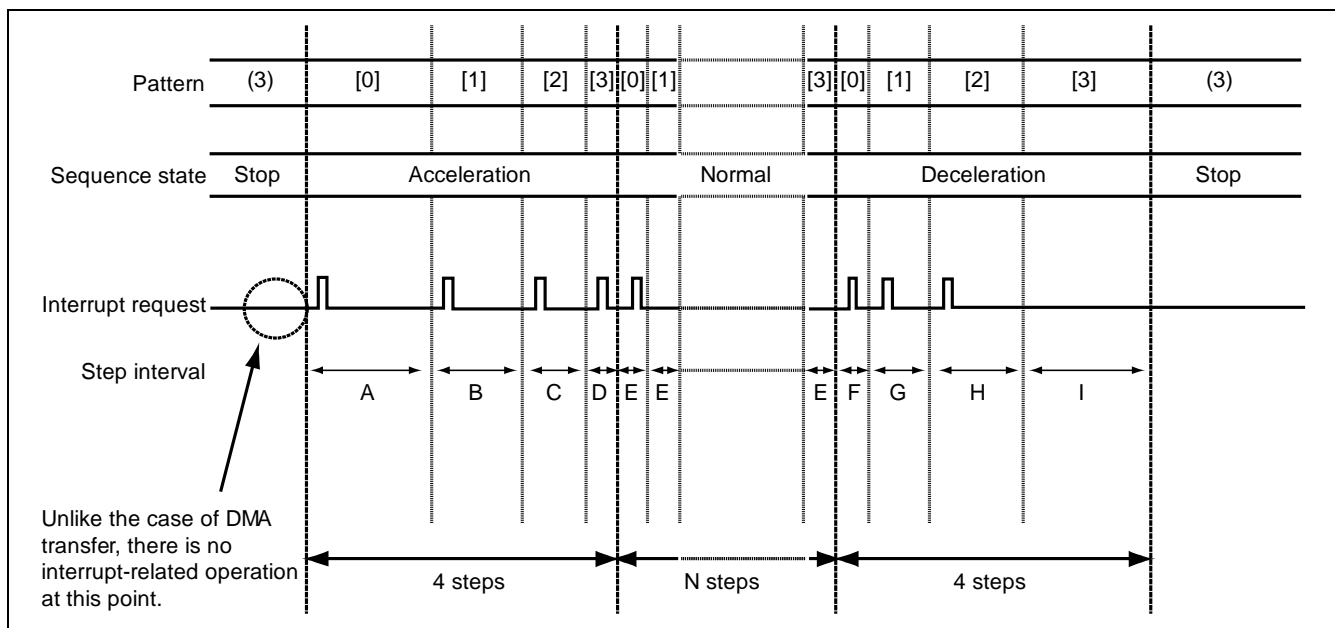 Pattern (3) [0] [1] [2] [3] [0] [1] [3] [0] [1] [2] [3] (3)
Sequence state Stop Acceleration Normal Deceleration Stop
Interrupt request
Step interval
A B C D E E E F G H I
Unlike the case of DMA
transfer, there is no
interrupt-related operation
at this point.
4 steps N steps 4 steps